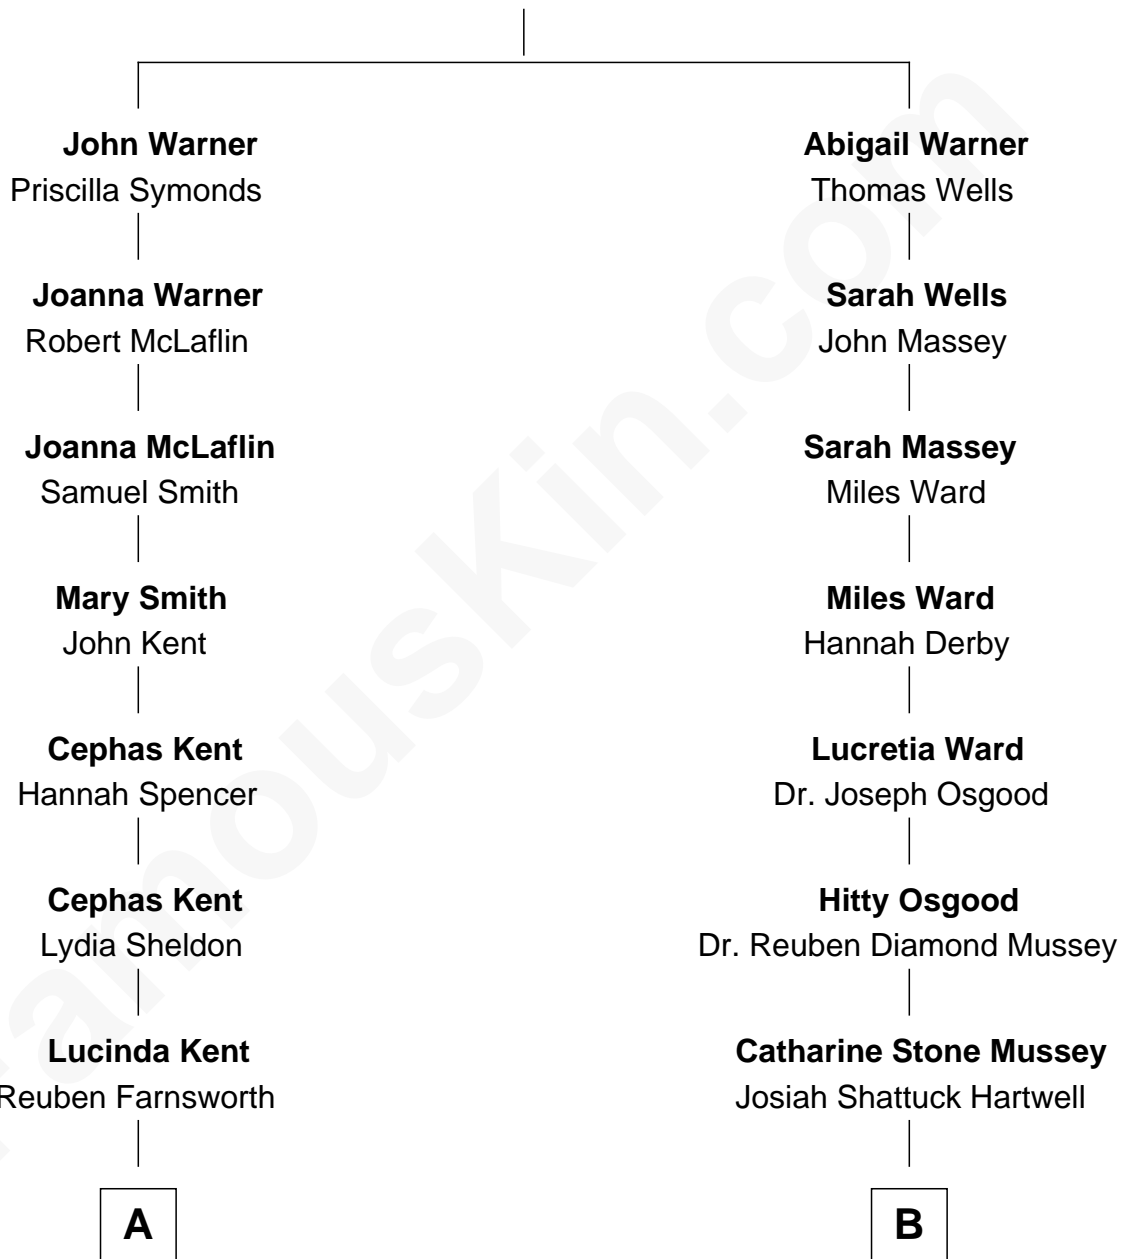 John Warner
Priscilla Symonds
Joanna Warner
Robert McLaflin
Joanna McLaflin
Samuel Smith
Mary Smith
John Kent
Cephas Kent
Hannah Spencer
Cephas Kent
Lydia Sheldon
Lucinda Kent
Reuben Farnsworth
A
Abigail Warner
Thomas Wells
Sarah Wells
John Massey
Sarah Massey
Miles Ward
Miles Ward
Hannah Derby
Lucretia Ward
Dr. Joseph Osgood
Hitty Osgood
Dr. Reuben Diamond Mussey
Catharine Stone Mussey
Josiah Shattuck Hartwell
B
FamousKin.com